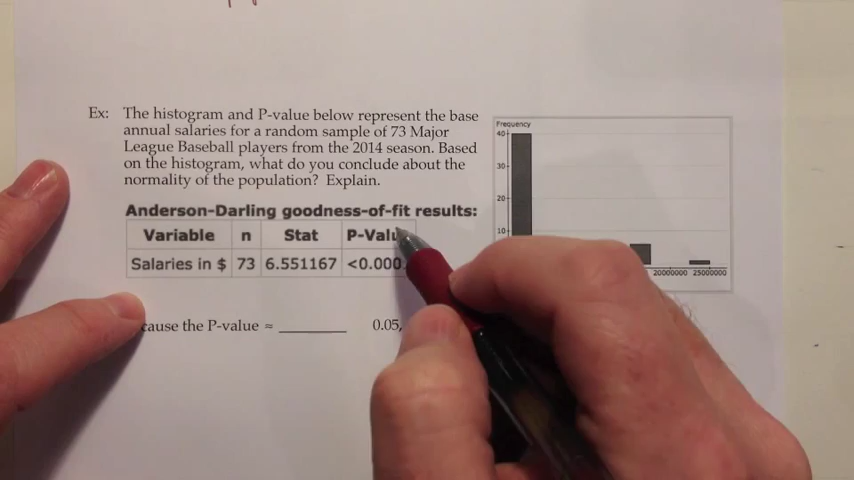 Ex: The histogram and P-value below represent the base
annual salaries for a random sample of 73 Major
League Baseball players from the 2014 season. Based
on the histogram, what do you conclude about the
normality of the population? Explain.
Anderson-Darling goodness-of-fit results:
Variable n Stat P-Valu
Salaries in $ 73 6.551167 <0.000
cause the P-value ≈ ________ 0.05,
Frequency
40
30
20
10
20000000 25000000